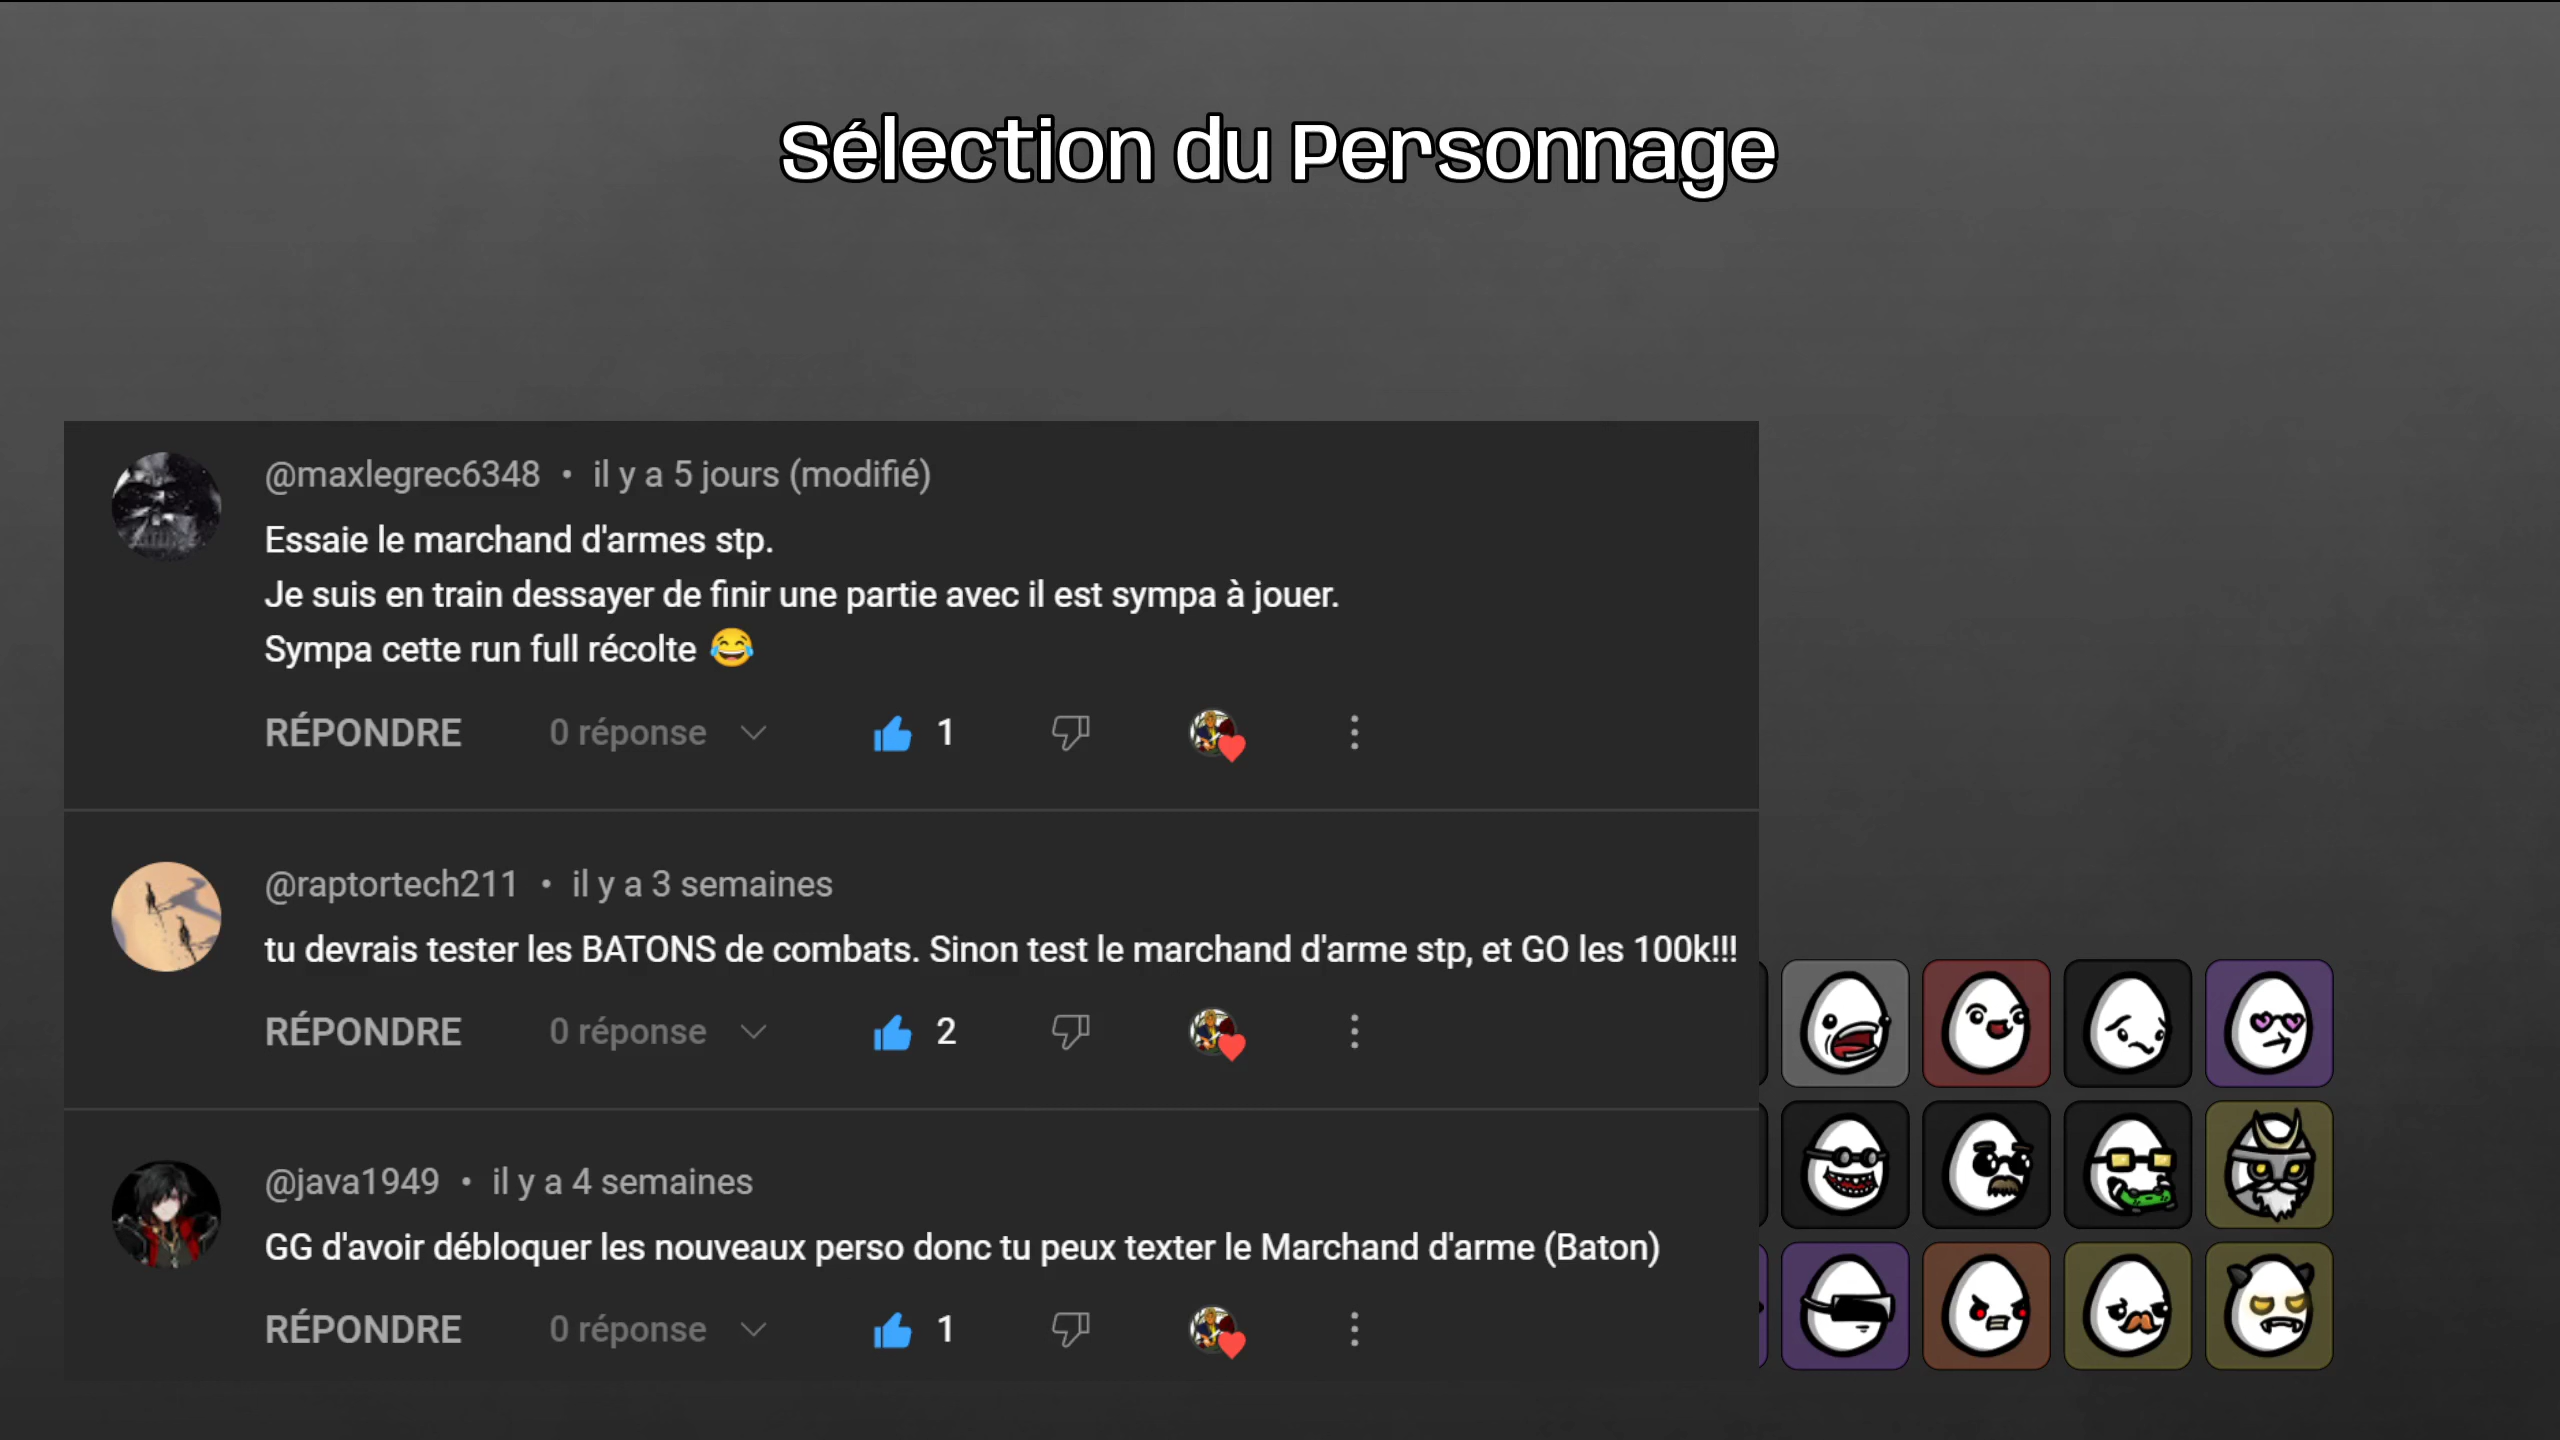 Sélection du Personnage
@maxlegrec6348 • il y a 5 jours (modifié)
Essaie le marchand d'armes stp.
Je suis en train dessayer de finir une partie avec il est sympa à jouer.
Sympa cette run full récolte 😂
RÉPONDRE 0 réponse 1
@raptortech211 • il y a 3 semaines
tu devrais tester les BATONS de combats. Sinon test le marchand d'arme stp, et GO les 100k!!!
RÉPONDRE 0 réponse 2
@java1949 • il y a 4 semaines
GG d'avoir débloquer les nouveaux perso donc tu peux texter le Marchand d'arme (Baton)
RÉPONDRE 0 réponse 1